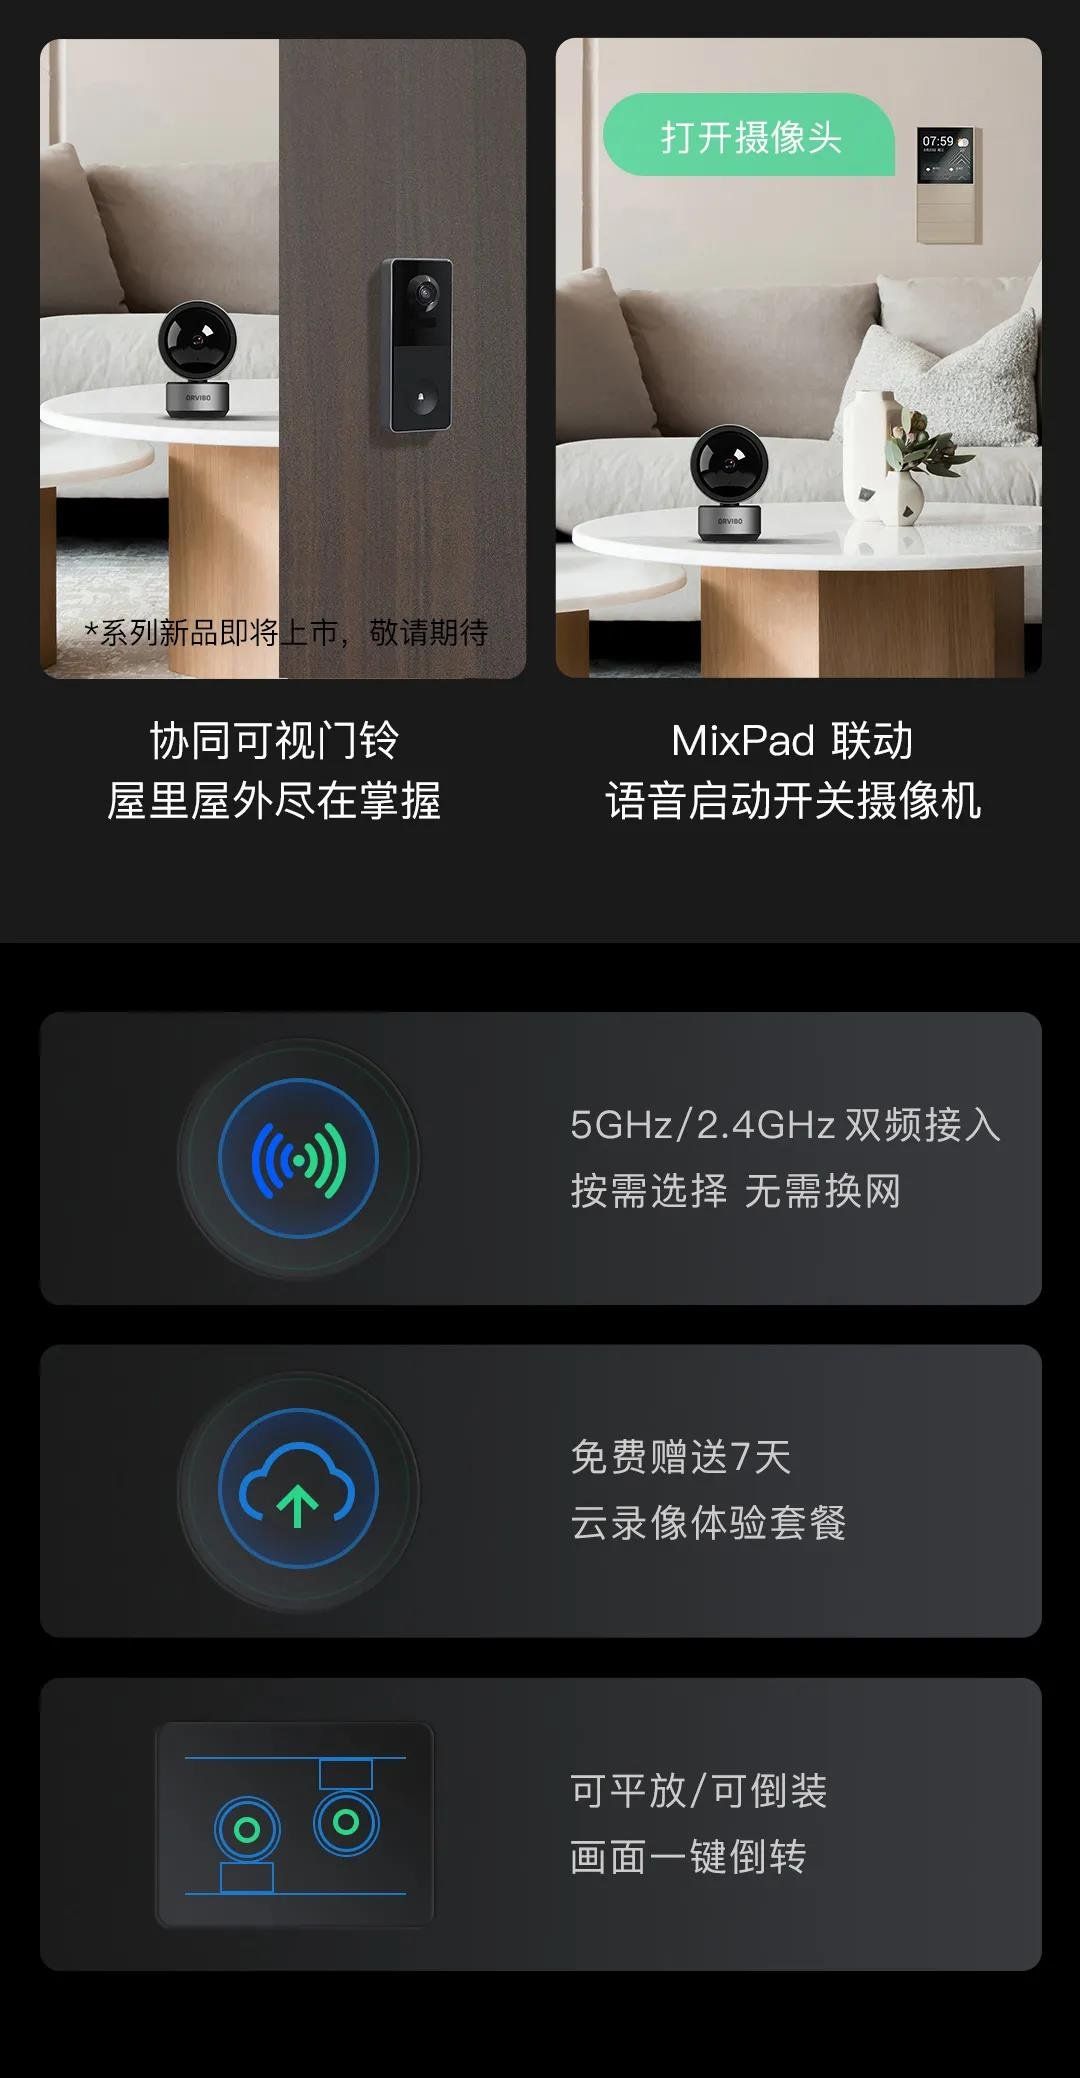 ORVIBO
*系列新品即将上市，敬请期待
打开摄像头
07:59
ORVIBO
协同可视门铃
屋里屋外尽在掌握
MixPad 联动
语音启动开关摄像机
5GHz/2.4GHz 双频接入
按需选择 无需换网
免费赠送7天
云录像体验套餐
可平放/可倒装
画面一键倒转